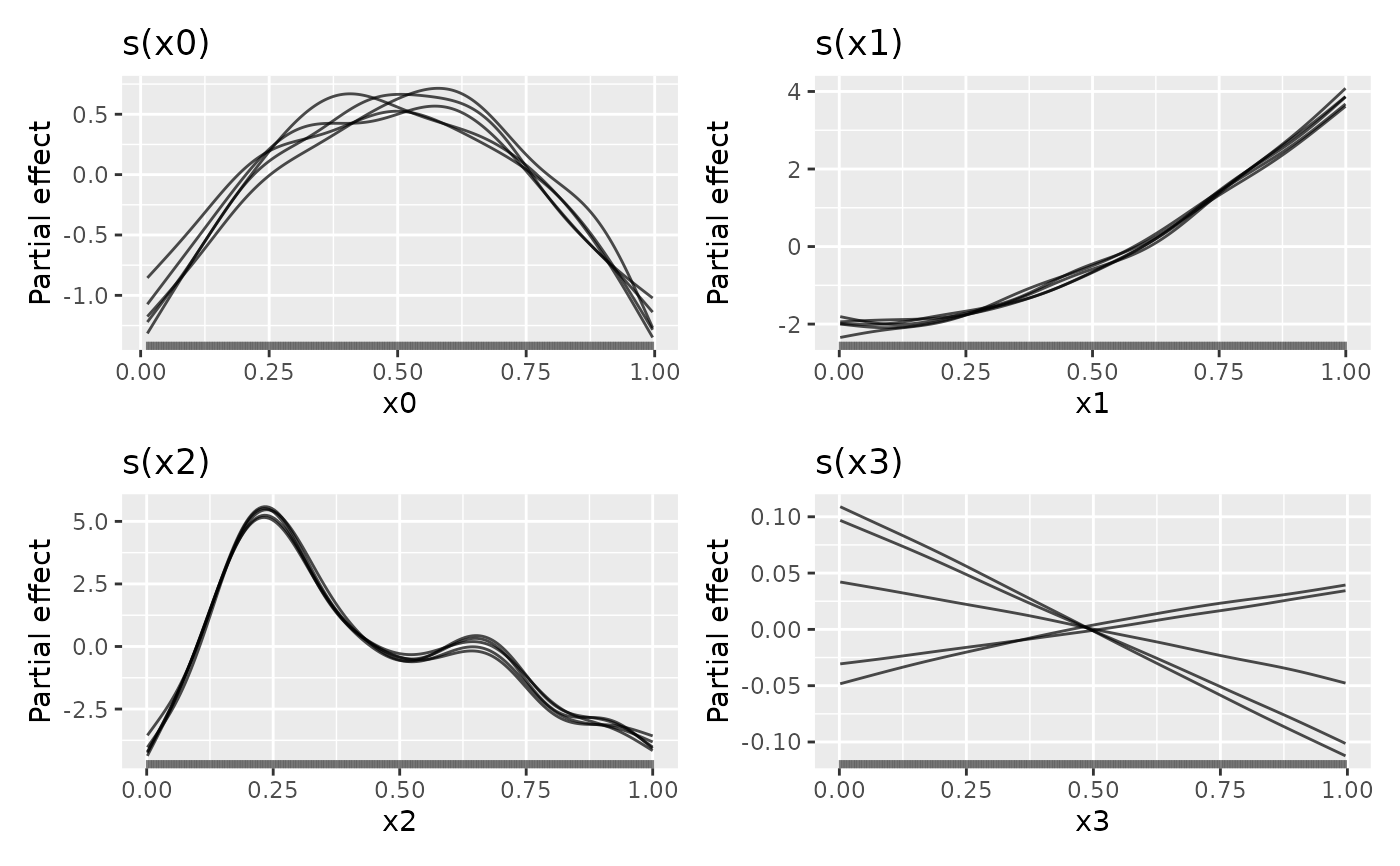 s(x0)
Partial effect
0.5
0.0
-0.5
-1.0
0.00 0.25 0.50 0.75 1.00
x0
s(x1)
Partial effect
4
2
0
-2
0.00 0.25 0.50 0.75 1.00
x1
s(x2)
Partial effect
5.0
2.5
0.0
-2.5
0.00 0.25 0.50 0.75 1.00
x2
s(x3)
Partial effect
0.10
0.05
0.00
-0.05
-0.10
0.00 0.25 0.50 0.75 1.00
x3